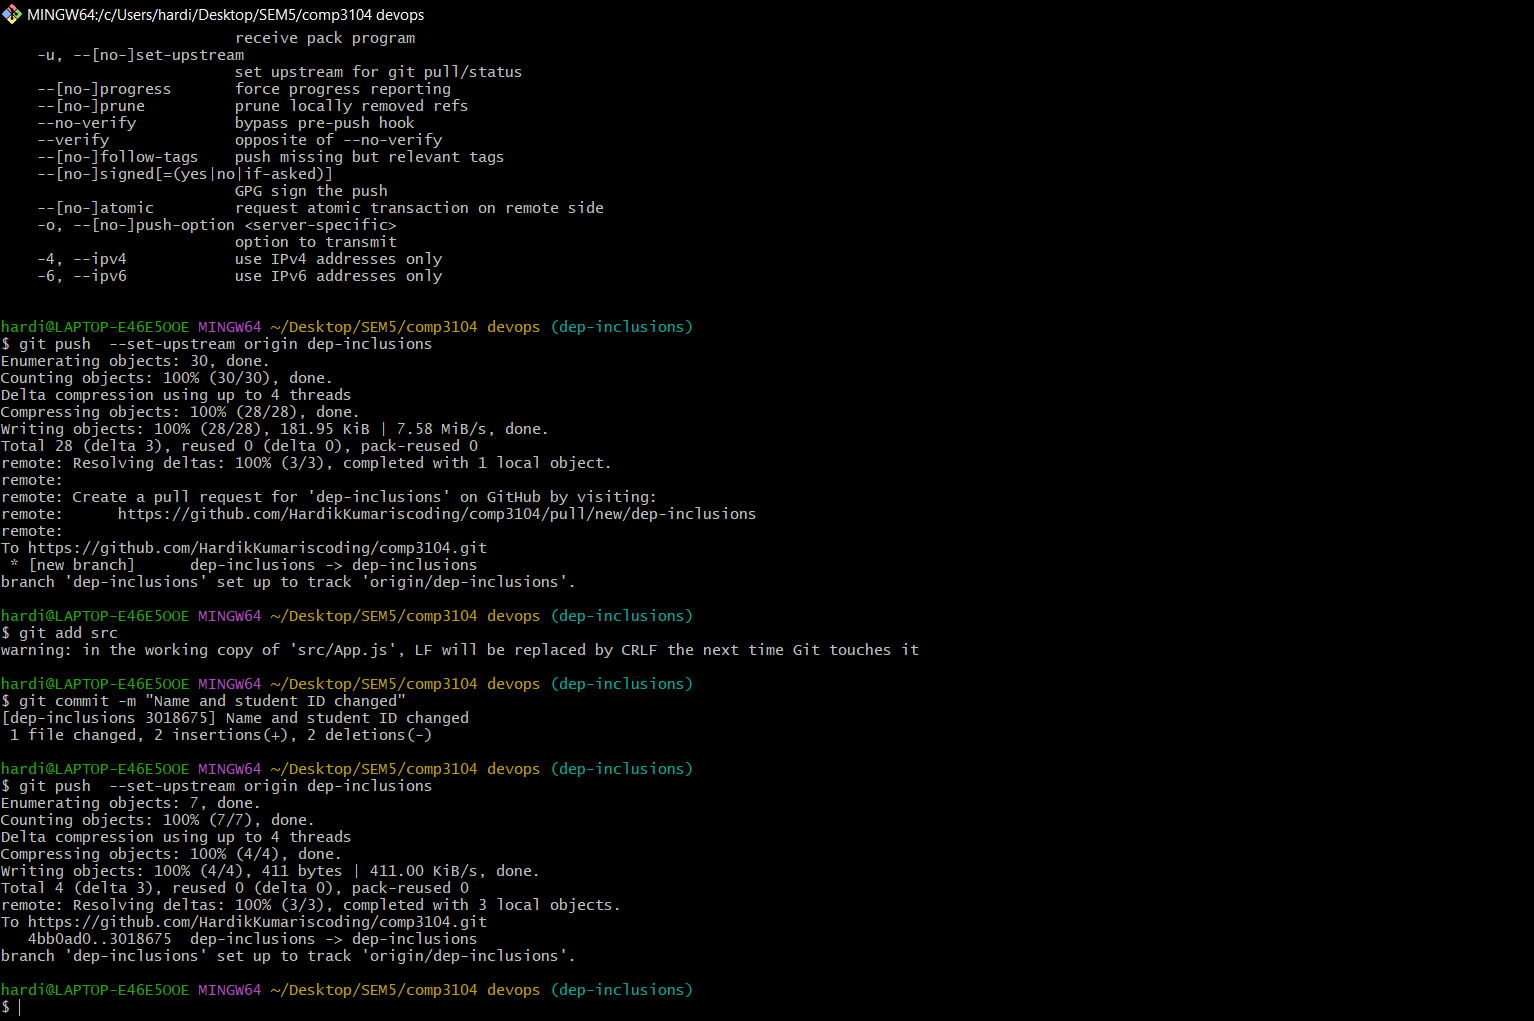 MINGW64:/c/Users/hardi/Desktop/SEM5/comp3104 devops
receive pack program
-u, --[no-]set-upstream
set upstream for git pull/status
--[no-]progress force progress reporting
--[no-]prune prune locally removed refs
--no-verify bypass pre-push hook
--verify opposite of --no-verify
--[no-]follow-tags push missing but relevant tags
--[no-]signed[=(yes|no|if-asked)]
GPG sign the push
--[no-]atomic request atomic transaction on remote side
-o, --[no-]push-option <server-specific>
option to transmit
-4, --ipv4 use IPv4 addresses only
-6, --ipv6 use IPv6 addresses only
hardi@LAPTOP-E46E5OOE MINGW64 ~/Desktop/SEM5/comp3104 devops (dep-inclusions)
$ git push  --set-upstream origin dep-inclusions
Enumerating objects: 30, done.
Counting objects: 100% (30/30), done.
Delta compression using up to 4 threads
Compressing objects: 100% (28/28), done.
Writing objects: 100% (28/28), 181.95 KiB | 7.58 MiB/s, done.
Total 28 (delta 3), reused 0 (delta 0), pack-reused 0
remote: Resolving deltas: 100% (3/3), completed with 1 local object.
remote:
remote: Create a pull request for 'dep-inclusions' on GitHub by visiting:
remote:      https://github.com/HardikKumariscoding/comp3104/pull/new/dep-inclusions
remote:
To https://github.com/HardikKumariscoding/comp3104.git
 * [new branch]      dep-inclusions -> dep-inclusions
branch 'dep-inclusions' set up to track 'origin/dep-inclusions'.
hardi@LAPTOP-E46E5OOE MINGW64 ~/Desktop/SEM5/comp3104 devops (dep-inclusions)
$ git add src
warning: in the working copy of 'src/App.js', LF will be replaced by CRLF the next time Git touches it
hardi@LAPTOP-E46E5OOE MINGW64 ~/Desktop/SEM5/comp3104 devops (dep-inclusions)
$ git commit -m "Name and student ID changed"
[dep-inclusions 3018675] Name and student ID changed
 1 file changed, 2 insertions(+), 2 deletions(-)
hardi@LAPTOP-E46E5OOE MINGW64 ~/Desktop/SEM5/comp3104 devops (dep-inclusions)
$ git push  --set-upstream origin dep-inclusions
Enumerating objects: 7, done.
Counting objects: 100% (7/7), done.
Delta compression using up to 4 threads
Compressing objects: 100% (4/4), done.
Writing objects: 100% (4/4), 411 bytes | 411.00 KiB/s, done.
Total 4 (delta 3), reused 0 (delta 0), pack-reused 0
remote: Resolving deltas: 100% (3/3), completed with 3 local objects.
To https://github.com/HardikKumariscoding/comp3104.git
   4bb0ad0..3018675  dep-inclusions -> dep-inclusions
branch 'dep-inclusions' set up to track 'origin/dep-inclusions'.
hardi@LAPTOP-E46E5OOE MINGW64 ~/Desktop/SEM5/comp3104 devops (dep-inclusions)
$